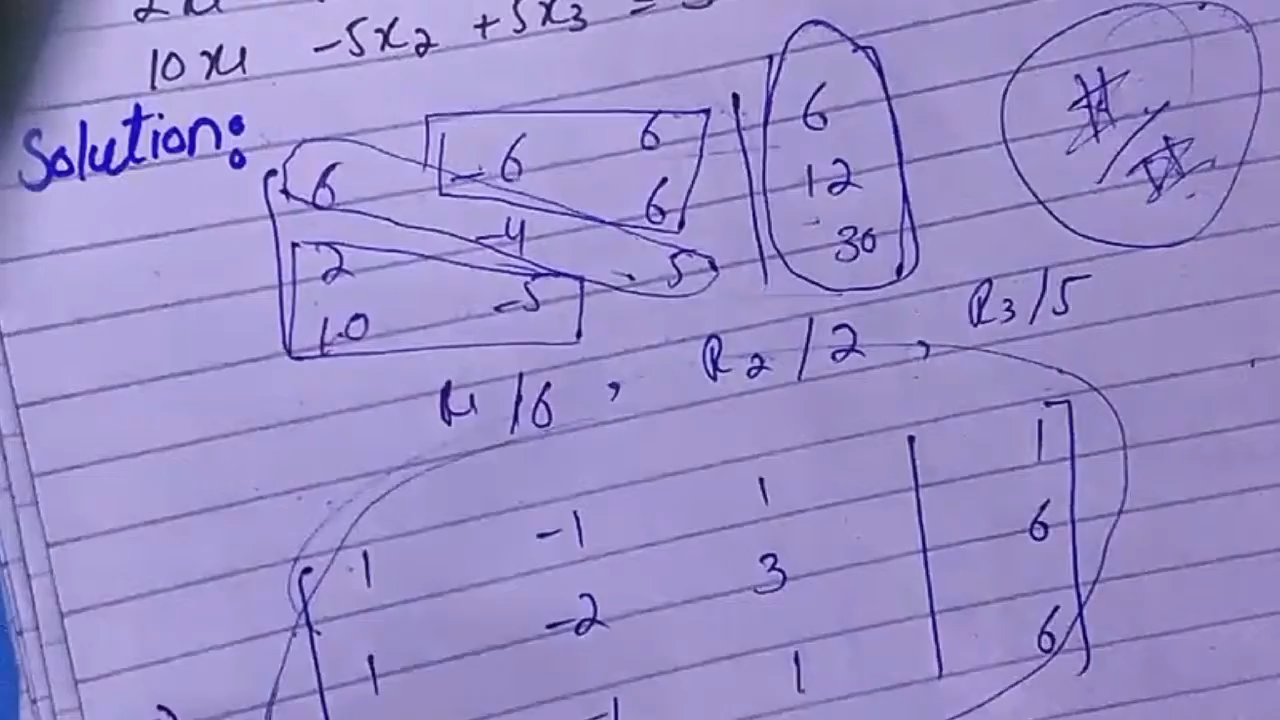 10x1 -5x2 +5x3
Solution:
6 -6 6 | 6
2 -4 6 | 12
10 -5 5 | 30
R1/6 , R2/2 , R3/5
1 -1 1 | 1
1 -2 3 | 6
-1 1 | 6